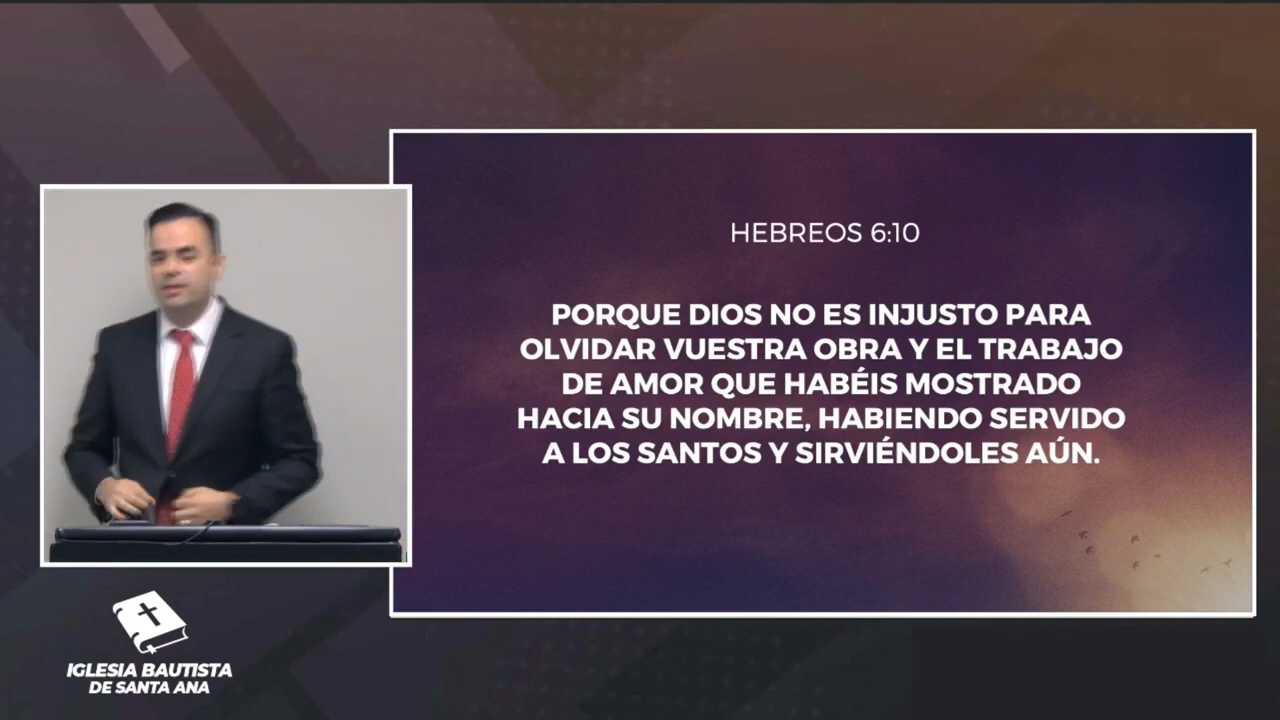 HEBREOS 6:10
PORQUE DIOS NO ES INJUSTO PARA
OLVIDAR VUESTRA OBRA Y EL TRABAJO
DE AMOR QUE HABÉIS MOSTRADO
HACIA SU NOMBRE, HABIENDO SERVIDO
A LOS SANTOS Y SIRVIÉNDOLES AÚN.
IGLESIA BAUTISTA
DE SANTA ANA